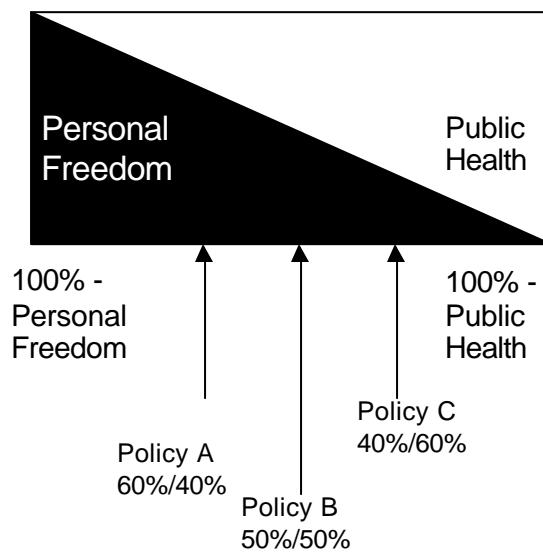 Personal
Freedom
Public
Health
100% -
Personal
Freedom
100% -
Public
Health
Policy A
60%/40%
Policy B
50%/50%
Policy C
40%/60%